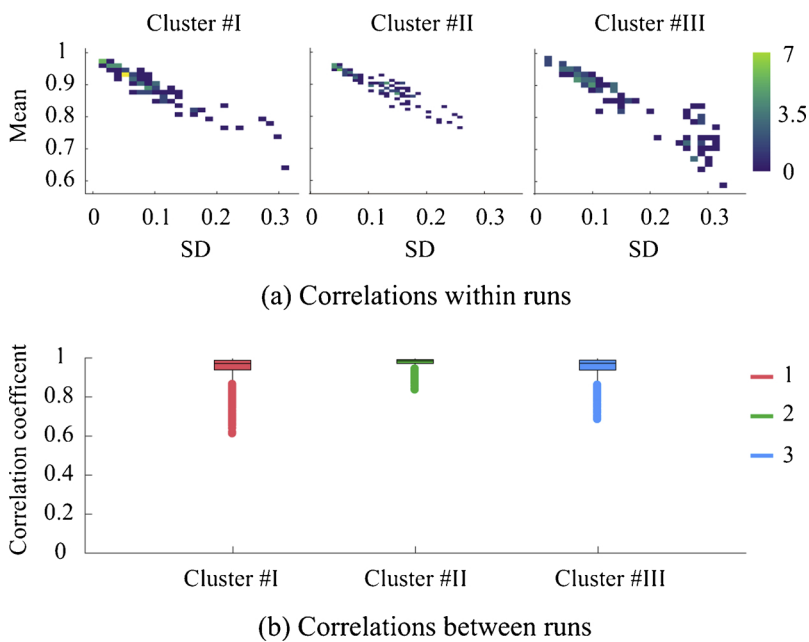 Cluster #I
Cluster #II
Cluster #III
Mean
1
0.9
0.8
0.7
0.6
7
3.5
0
0 0.1 0.2 0.3
0 0.1 0.2 0.3
0 0.1 0.2 0.3
SD
SD
SD
(a) Correlations within runs
Correlation coefficent
1
0.8
0.6
0.4
0.2
0
1
2
3
Cluster #I
Cluster #II
Cluster #III
(b) Correlations between runs